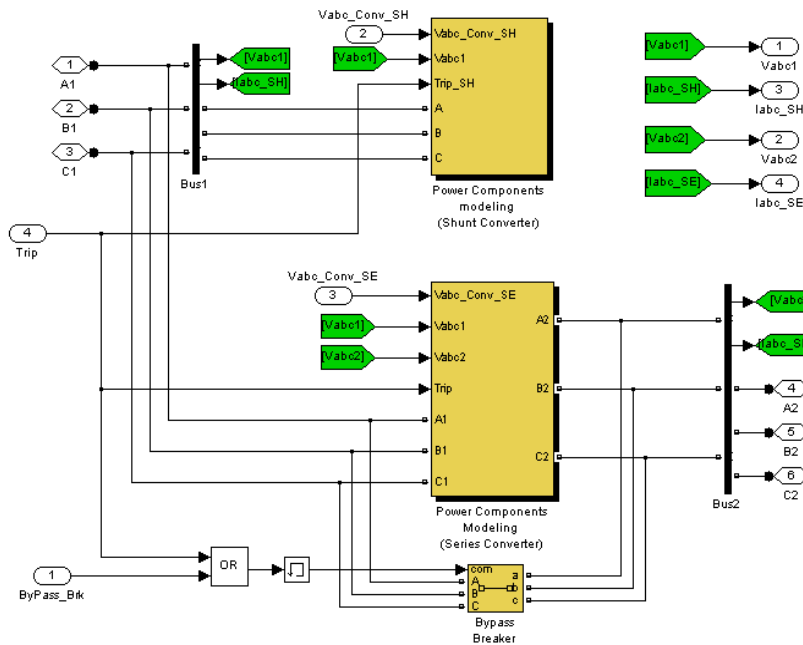 Vabc_Conv_SH
2
Vabc_Conv_SH
[Vabc1]
[Vabc1]
Vabc1
[Vabc1]
1
Vabc1
1
A1
[Iabc_SH]
Trip_SH
[Iabc_SH]
3
Iabc_SH
2
B1
A
B
[Vabc2]
2
Vabc2
3
C1
C
Bus1
Power Components
modeling
(Shunt Converter)
[Iabc_SE]
4
Iabc_SE
4
Trip
Vabc_Conv_SE
3
Vabc_Conv_SE
A2
[Vabc1]
Vabc1
[Vabc2]
Vabc2
Trip
B2
4
A2
A1
B1
5
B2
C1
C2
6
C2
Bus2
Power Components
Modeling
(Series Converter)
OR
1
ByPass_Brk
com
A
B
C
a
b
c
Bypass
Breaker